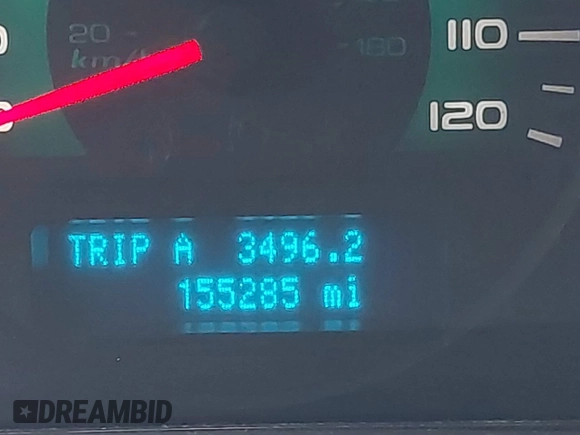 20
km/h
180
110
120
TRIP A 3496.2
155285 mi
DREAMBID